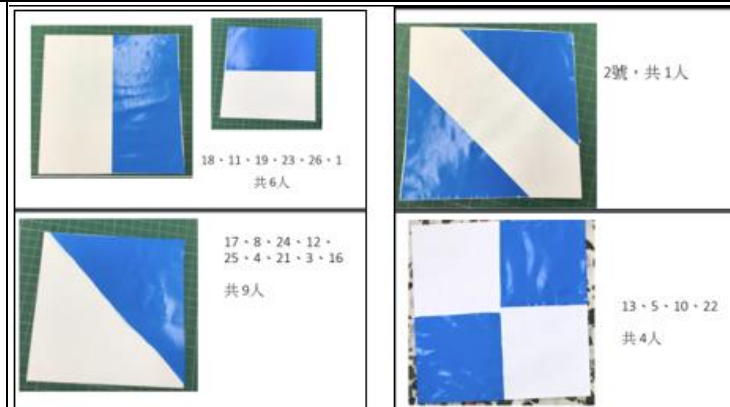 18、11、19、23、26、1
共 6人
2號，共 1人
17、8、24、12、
25、4、21、3、16
共 9人
13、5、10、22
共 4人